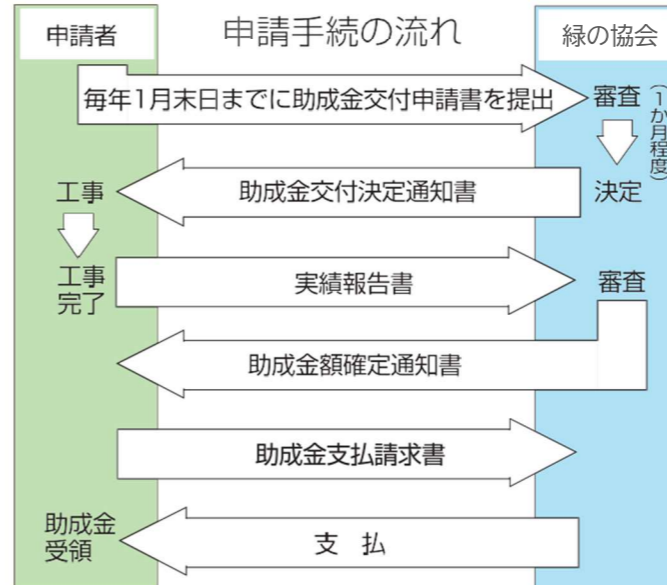 申請者
申請手続の流れ
緑の協会
毎年1月末日までに助成金交付申請書を提出
審査
(1か月程度)
工事
助成金交付決定通知書
決定
工事
完了
実績報告書
審査
助成金額確定通知書
助成金支払請求書
助成金
受領
支　払